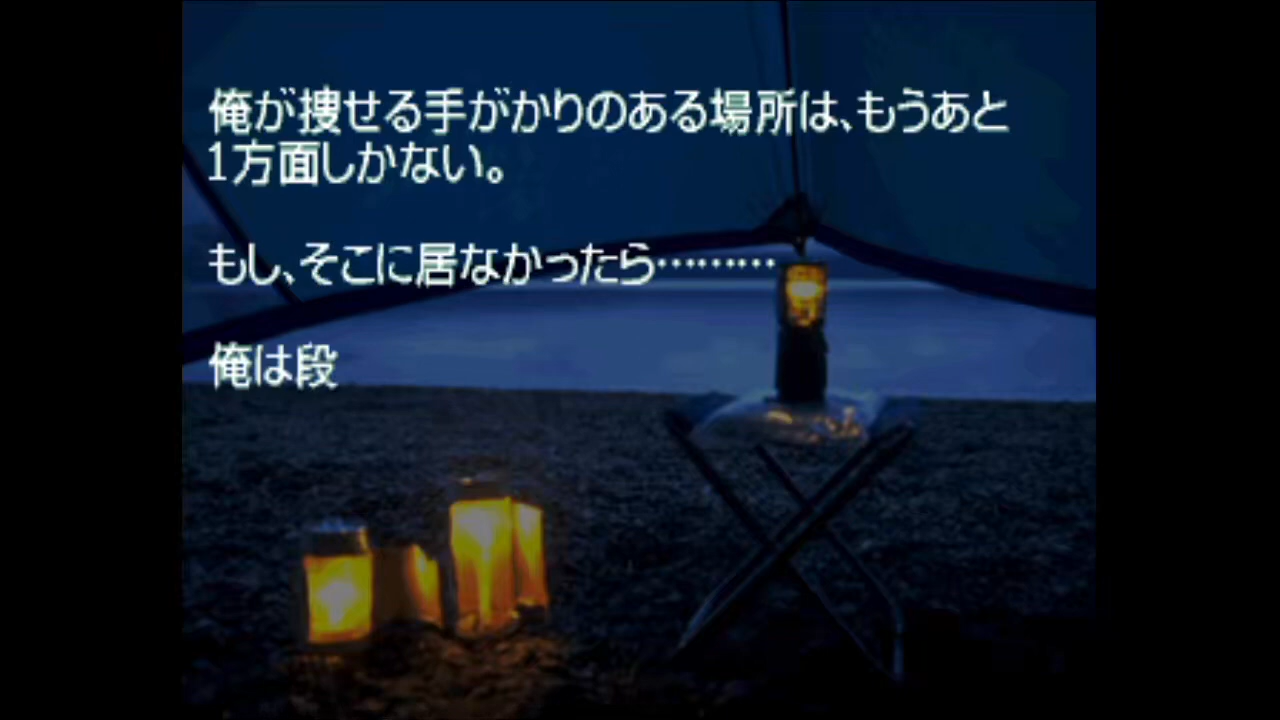 俺が捜せる手がかりのある場所は、もうあと
1方面しかない。
もし、そこに居なかったら………
俺は段